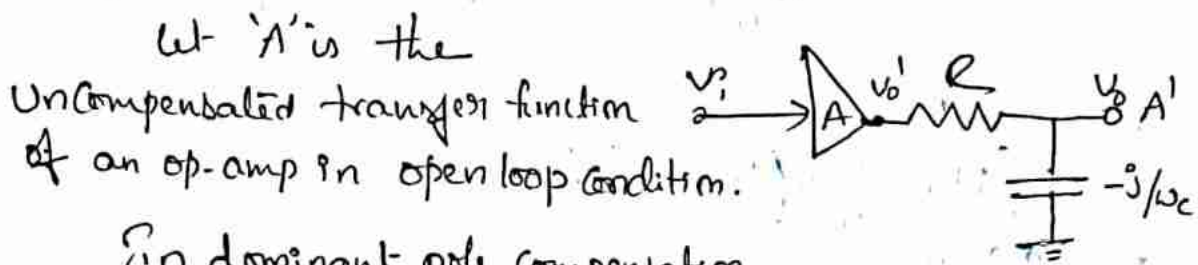 Let 'A' is the
Uncompensated transfer function
of an op-amp in open loop condition.
Vi A Vo' R Vo A'
-j/ωc
In dominant pole compensation